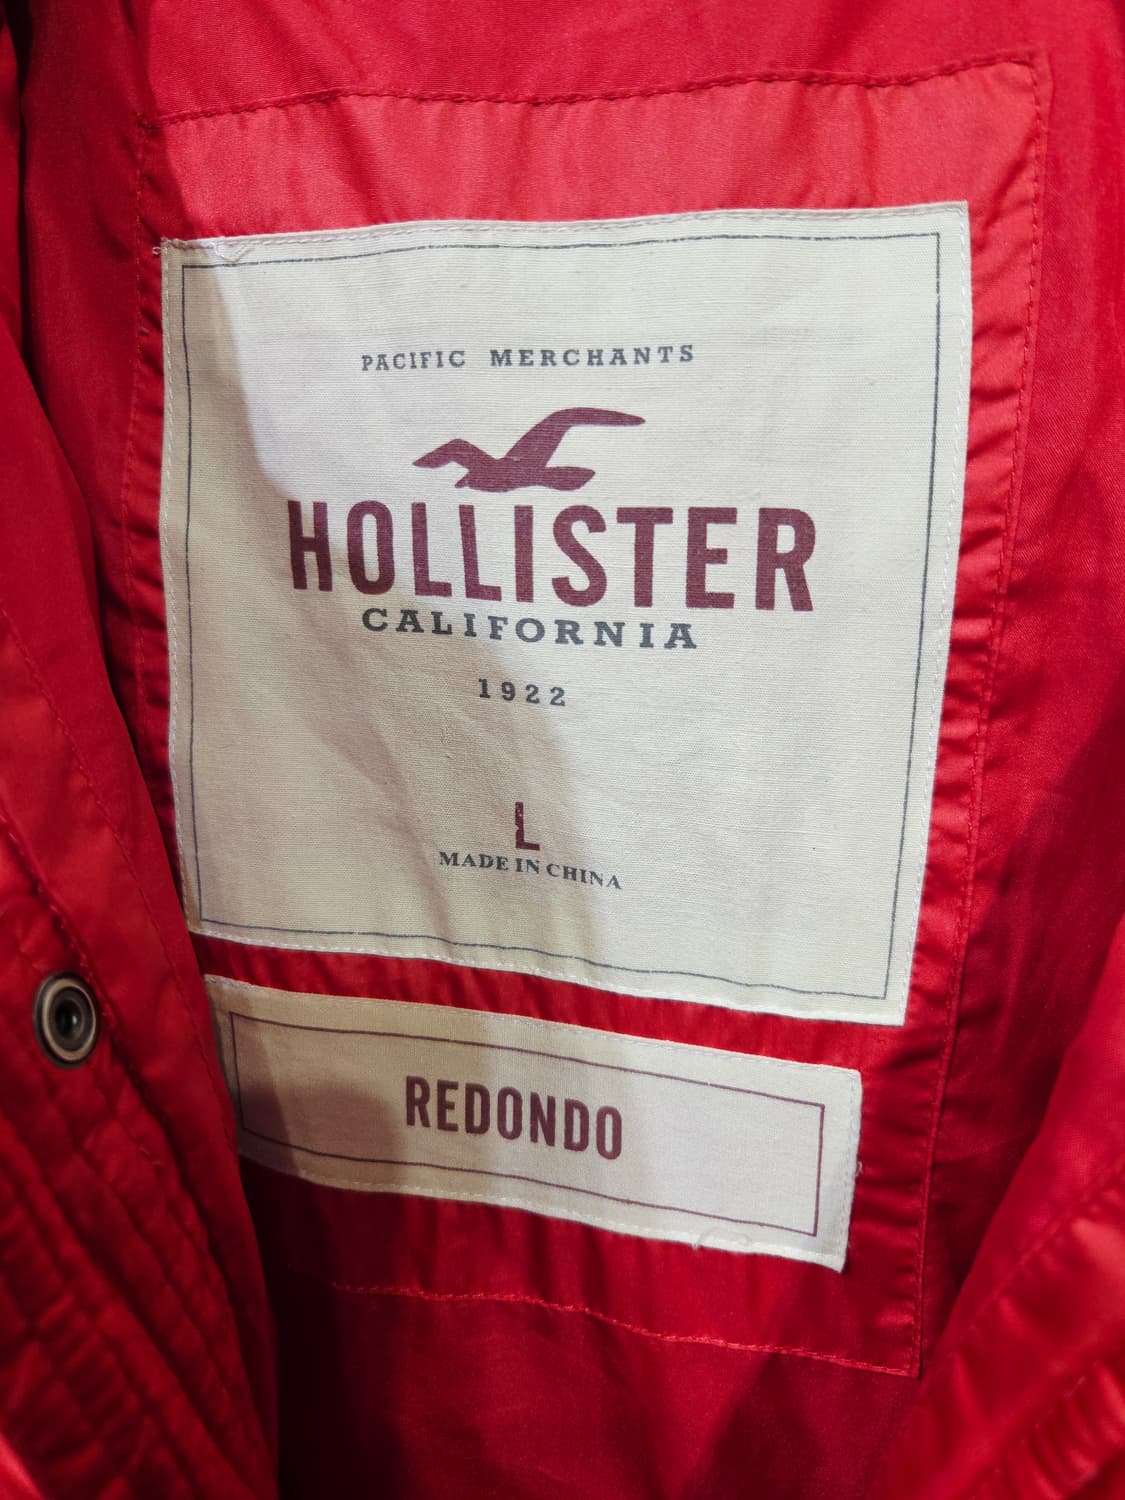 PACIFIC MERCHANTS
HOLLISTER
CALIFORNIA
1922
L
MADE IN CHINA
REDONDO